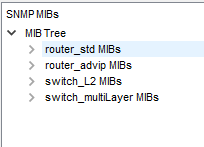 SNMP MIBs
MIB Tree
router_std MIBs
router_advip MIBs
switch_L2 MIBs
switch_multiLayer MIBs